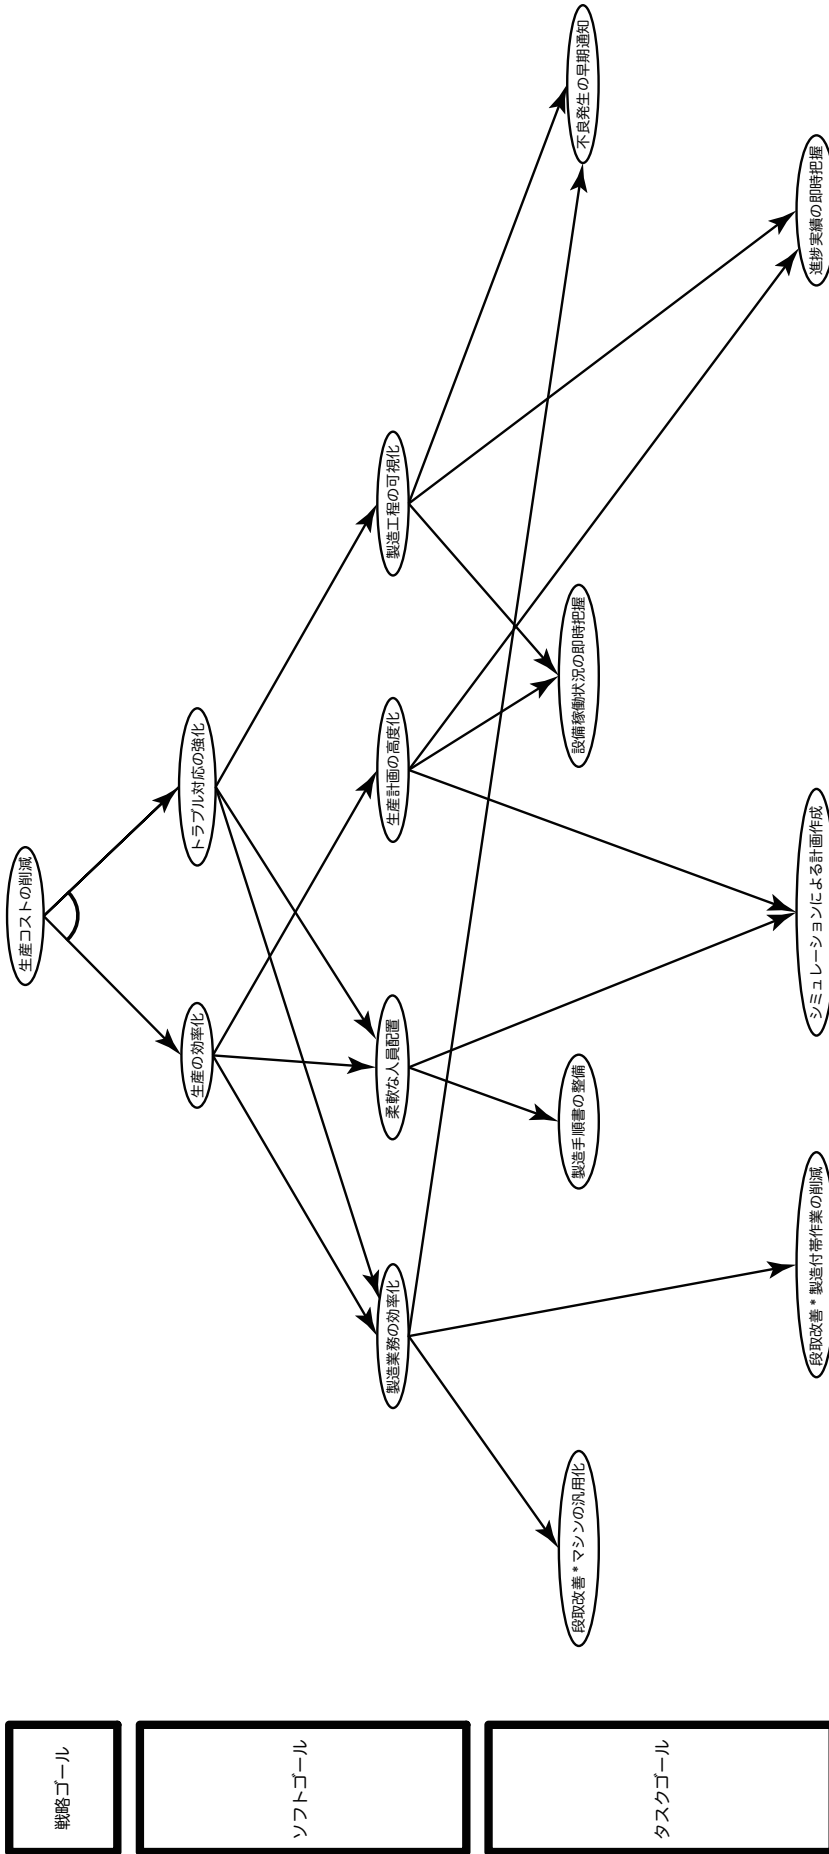 戦略ゴール
ソフトゴール
タスクゴール
生産コストの削減
生産の効率化
トラブル対応の強化
製造業務の効率化
柔軟な人員配置
生産計画の高度化
製造工程の可視化
段取改善*マシンの汎用化
製造手順書の整備
設備稼働状況の即時把握
不良発生の早期通知
段取改善*製造付帯作業の削減
シミュレーションによる計画作成
進捗実績の即時把握